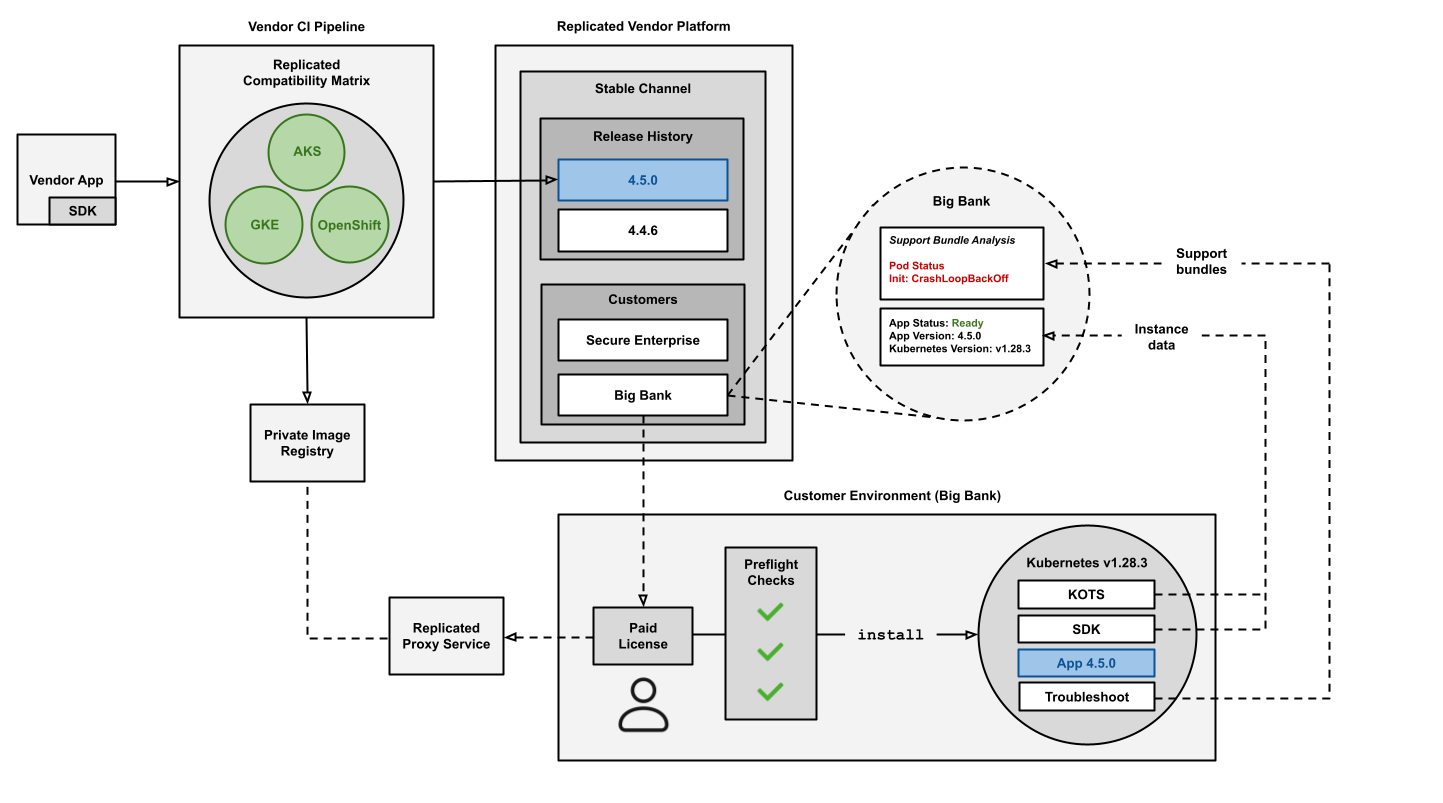 Vendor CI Pipeline
Replicated Vendor Platform
Replicated
Compatibility Matrix
AKS
GKE
OpenShift
Vendor App
SDK
Stable Channel
Release History
4.5.0
4.4.6
Customers
Secure Enterprise
Big Bank
Big Bank
Support Bundle Analysis
Pod Status
Init: CrashLoopBackOff
App Status: Ready
App Version: 4.5.0
Kubernetes Version: v1.28.3
Support
bundles
Instance
data
Private Image
Registry
Replicated
Proxy Service
Customer Environment (Big Bank)
Paid
License
Preflight
Checks
install
Kubernetes v1.28.3
KOTS
SDK
App 4.5.0
Troubleshoot